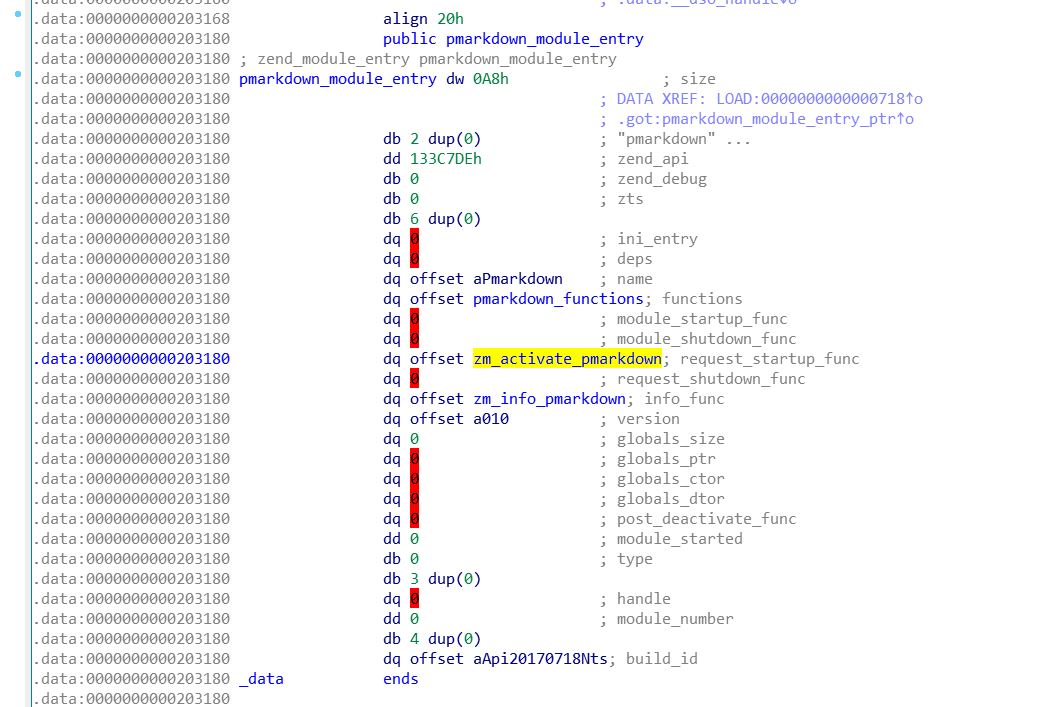 .data:0000000000203168 ; .data:__dso_handle↓o
.data:0000000000203168 align 20h
.data:0000000000203180 public pmarkdown_module_entry
.data:0000000000203180 ; zend_module_entry pmarkdown_module_entry
.data:0000000000203180 pmarkdown_module_entry dw 0A8h ; size
.data:0000000000203180 ; DATA XREF: LOAD:0000000000000718↑o
.data:0000000000203180 ; .got:pmarkdown_module_entry_ptr↑o
.data:0000000000203180 db 2 dup(0) ; "pmarkdown" ...
.data:0000000000203180 dd 133C7DEh ; zend_api
.data:0000000000203180 db 0 ; zend_debug
.data:0000000000203180 db 0 ; zts
.data:0000000000203180 db 6 dup(0)
.data:0000000000203180 dq 0 ; ini_entry
.data:0000000000203180 dq 0 ; deps
.data:0000000000203180 dq offset aPmarkdown ; name
.data:0000000000203180 dq offset pmarkdown_functions; functions
.data:0000000000203180 dq 0 ; module_startup_func
.data:0000000000203180 dq 0 ; module_shutdown_func
.data:0000000000203180 dq offset zm_activate_pmarkdown; request_startup_func
.data:0000000000203180 dq 0 ; request_shutdown_func
.data:0000000000203180 dq offset zm_info_pmarkdown; info_func
.data:0000000000203180 dq offset a010 ; version
.data:0000000000203180 dq 0 ; globals_size
.data:0000000000203180 dq 0 ; globals_ptr
.data:0000000000203180 dq 0 ; globals_ctor
.data:0000000000203180 dq 0 ; globals_dtor
.data:0000000000203180 dq 0 ; post_deactivate_func
.data:0000000000203180 dd 0 ; module_started
.data:0000000000203180 db 0 ; type
.data:0000000000203180 db 3 dup(0)
.data:0000000000203180 dq 0 ; handle
.data:0000000000203180 dd 0 ; module_number
.data:0000000000203180 db 4 dup(0)
.data:0000000000203180 dq offset aApi20170718Nts; build_id
.data:0000000000203180 _data ends
.data:0000000000203180